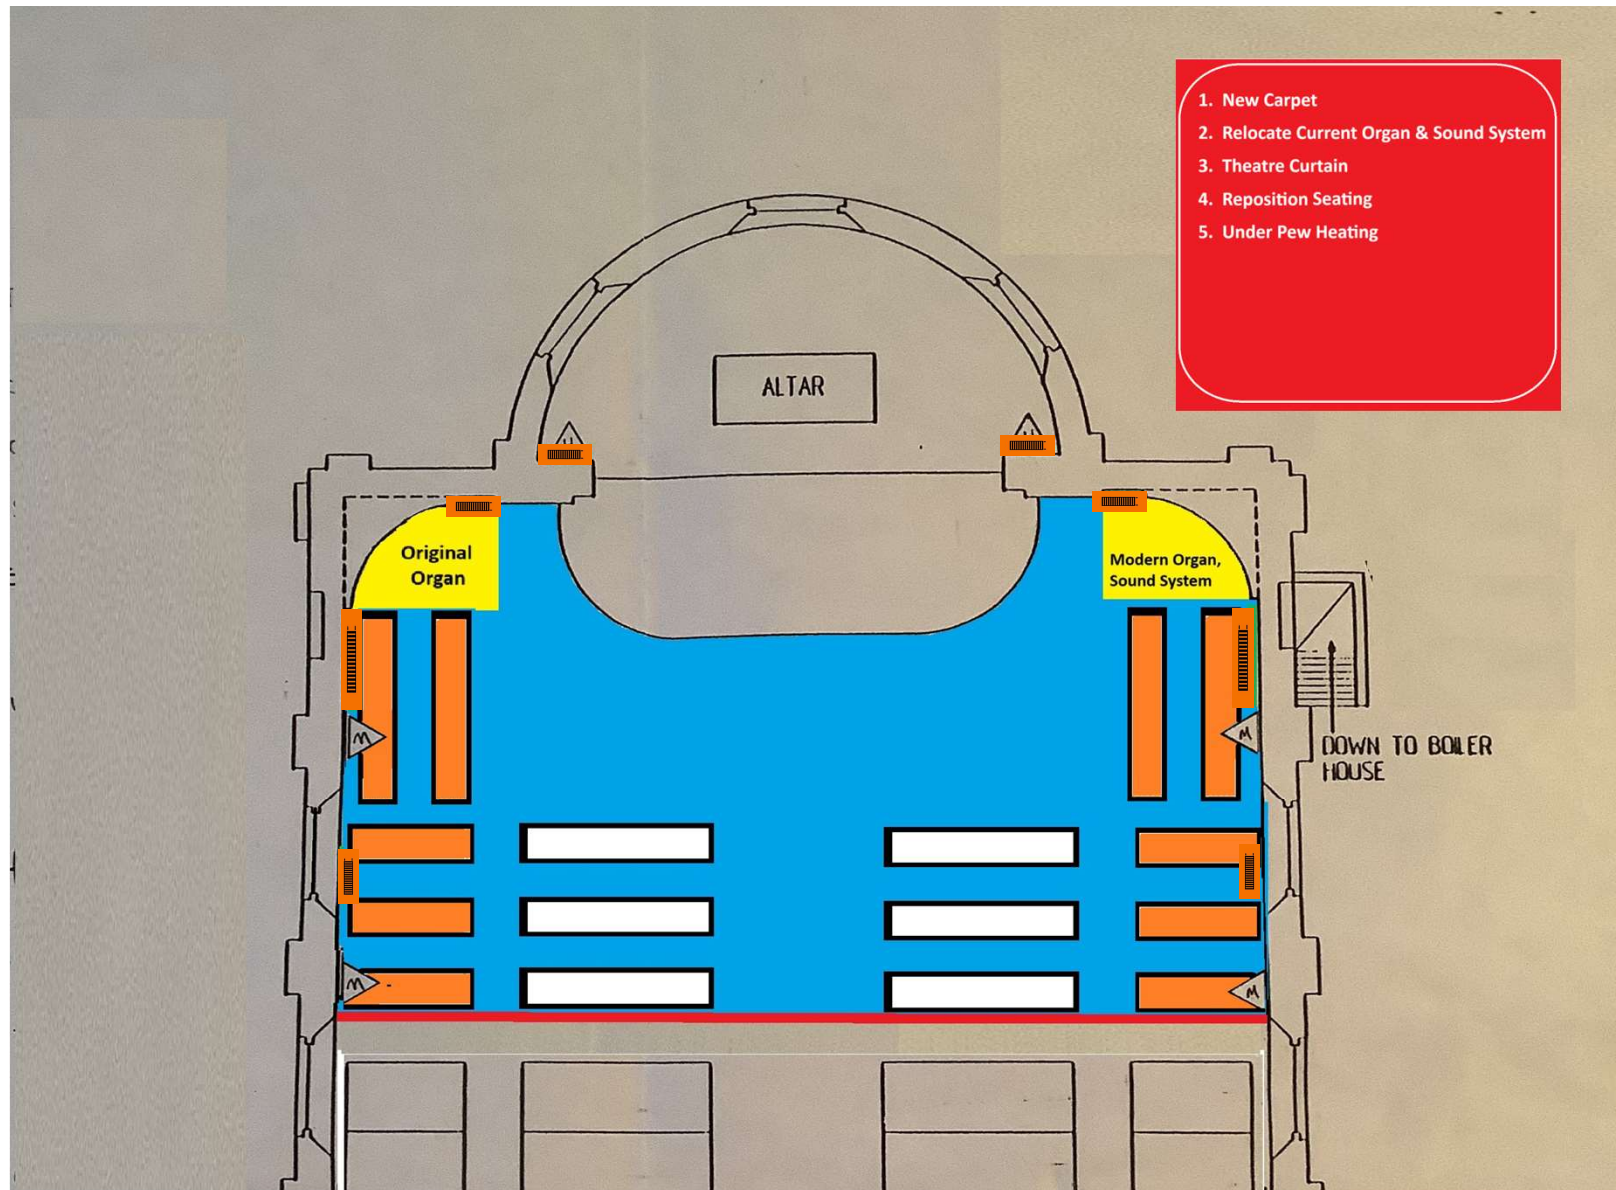 1. New Carpet
2. Relocate Current Organ & Sound System
3. Theatre Curtain
4. Reposition Seating
5. Under Pew Heating
ALTAR
Original
Organ
Modern Organ,
Sound System
M
M
DOWN TO BOILER
HOUSE
M
M